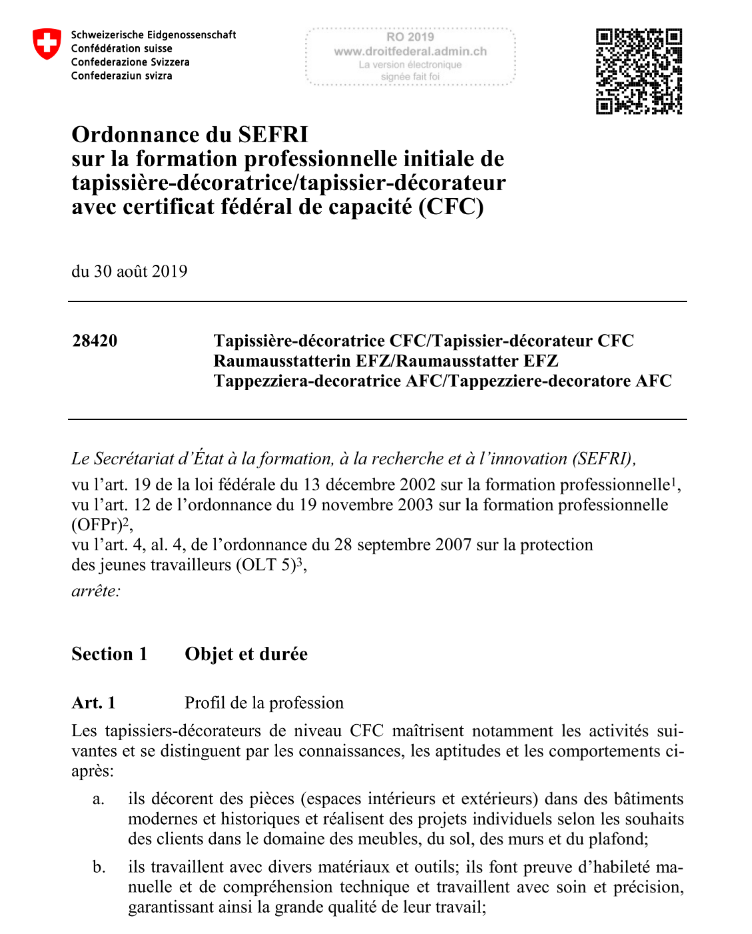 Schweizerische Eidgenossenschaft
Confédération suisse
Confederazione Svizzera
Confederaziun svizra
RO 2019
www.droitfederal.admin.ch
La version électronique
signée fait foi
Ordonnance du SEFRI
sur la formation professionnelle initiale de
tapissière-décoratrice/tapissier-décorateur
avec certificat fédéral de capacité (CFC)
du 30 août 2019
28420 Tapissière-décoratrice CFC/Tapissier-décorateur CFC
Raumausstatterin EFZ/Raumausstatter EFZ
Tappezziera-decoratrice AFC/Tappezziere-decoratore AFC
Le Secrétariat d’État à la formation, à la recherche et à l’innovation (SEFRI),
vu l’art. 19 de la loi fédérale du 13 décembre 2002 sur la formation professionnelle¹,
vu l’art. 12 de l’ordonnance du 19 novembre 2003 sur la formation professionnelle
(OFPr)²,
vu l’art. 4, al. 4, de l’ordonnance du 28 septembre 2007 sur la protection
des jeunes travailleurs (OLT 5)³,
arrête:
Section 1 Objet et durée
Art. 1 Profil de la profession
Les tapissiers-décorateurs de niveau CFC maîtrisent notamment les activités sui-
vantes et se distinguent par les connaissances, les aptitudes et les comportements ci-
après:
a. ils décorent des pièces (espaces intérieurs et extérieurs) dans des bâtiments
modernes et historiques et réalisent des projets individuels selon les souhaits
des clients dans le domaine des meubles, du sol, des murs et du plafond;
b. ils travaillent avec divers matériaux et outils; ils font preuve d’habileté ma-
nuelle et de compréhension technique et travaillent avec soin et précision,
garantissant ainsi la grande qualité de leur travail;